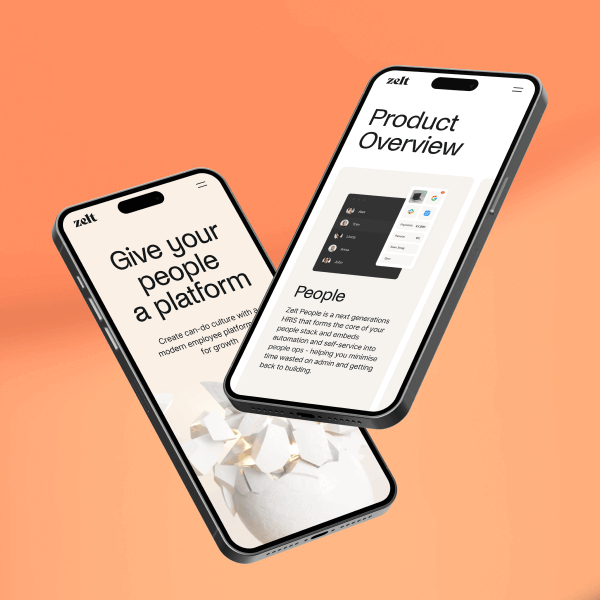 zelt
Give your
people
a platform
Create can-do culture with a
modern employee platform
for growth
zelt
Product
Overview
People
Zelt People is a next generations
HRIS that forms the core of your
people stack and embeds
automation and self-service into
people ops - helping you minimise
time wasted on admin and getting
back to building.